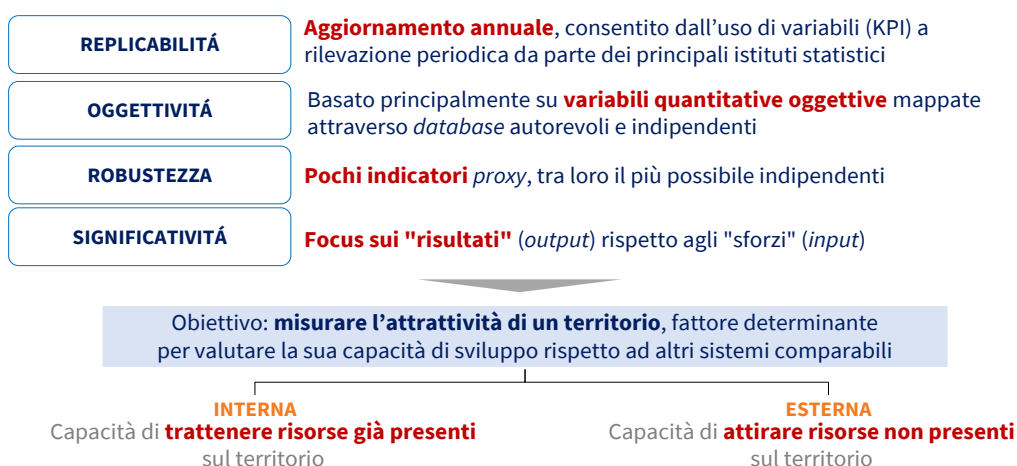 REPLICABILITÁ
Aggiornamento annuale, consentito dall'uso di variabili (KPI) a
rilevazione periodica da parte dei principali istituti statistici
OGGETTIVITÁ
Basato principalmente su variabili quantitative oggettive mappate
attraverso database autorevoli e indipendenti
ROBUSTEZZA
Pochi indicatori proxy, tra loro il più possibile indipendenti
SIGNIFICATIVITÁ
Focus sui "risultati" (output) rispetto agli "sforzi" (input)
Obiettivo: misurare l'attrattività di un territorio, fattore determinante
per valutare la sua capacità di sviluppo rispetto ad altri sistemi comparabili
INTERNA
Capacità di trattenere risorse già presenti
sul territorio
ESTERNA
Capacità di attirare risorse non presenti
sul territorio